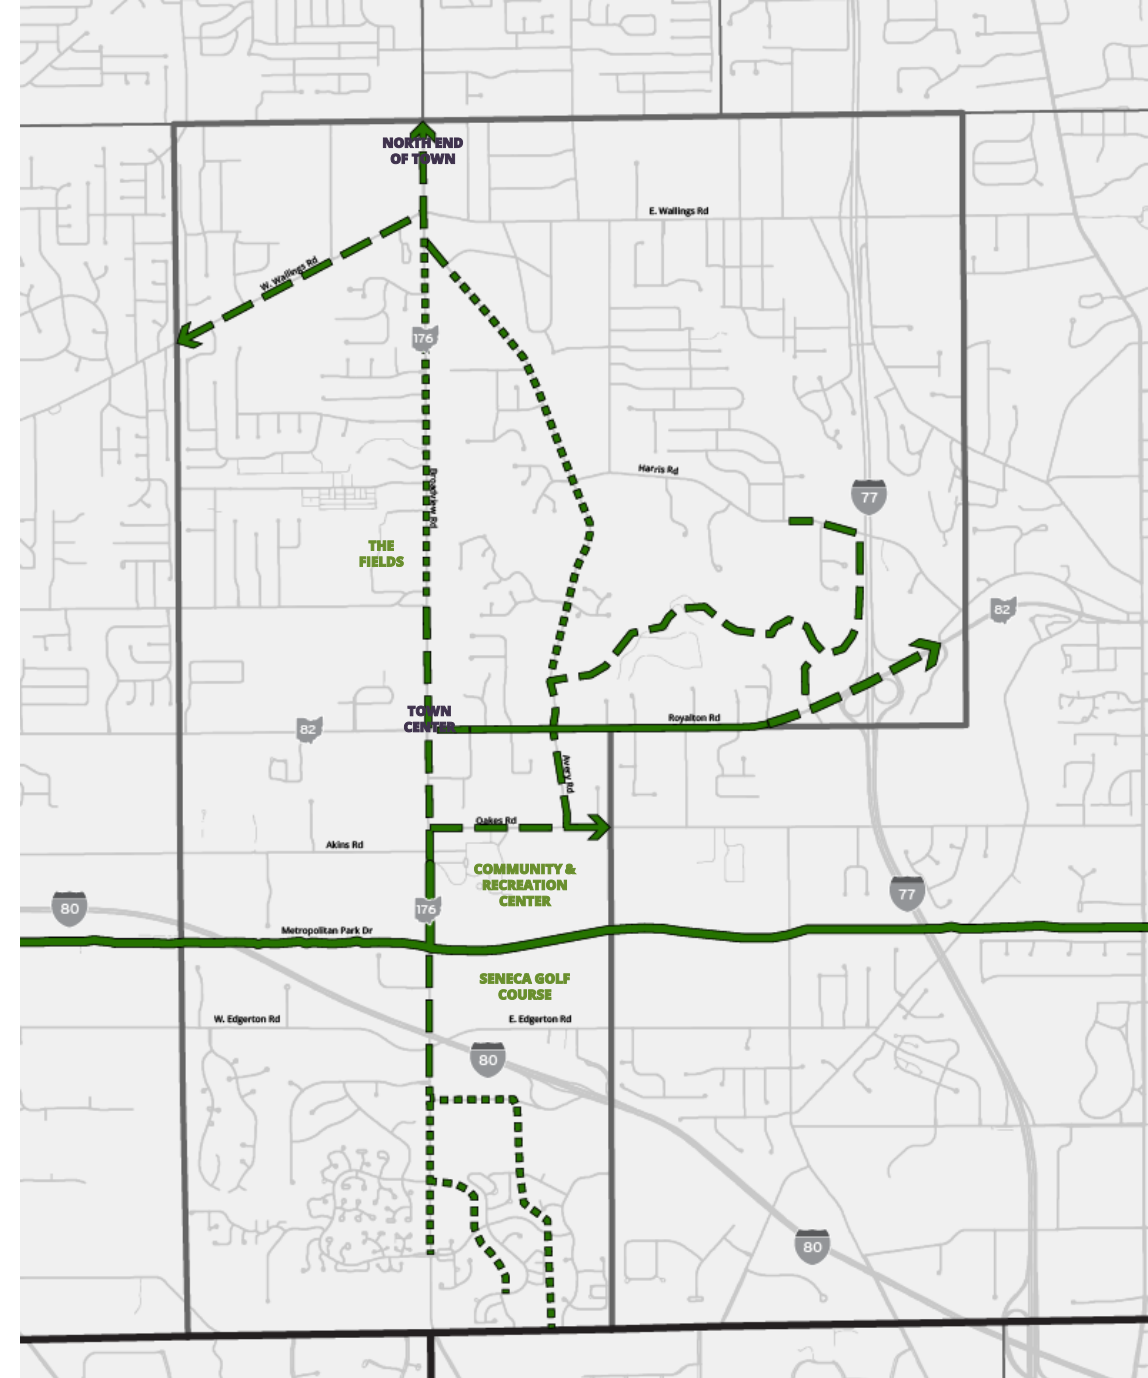 NORTH END
OF TOWN
E. Wallings Rd
W. Wallings Rd
176
Harris Rd
77
Broadview Rd
THE
FIELDS
82
TOWN
CENTER
Royalton Rd
82
Avery Rd
Oakes Rd
Akins Rd
COMMUNITY &
RECREATION
CENTER
77
80
176
Metropolitan Park Dr
SENECA GOLF
COURSE
W. Edgerton Rd
E. Edgerton Rd
80
80